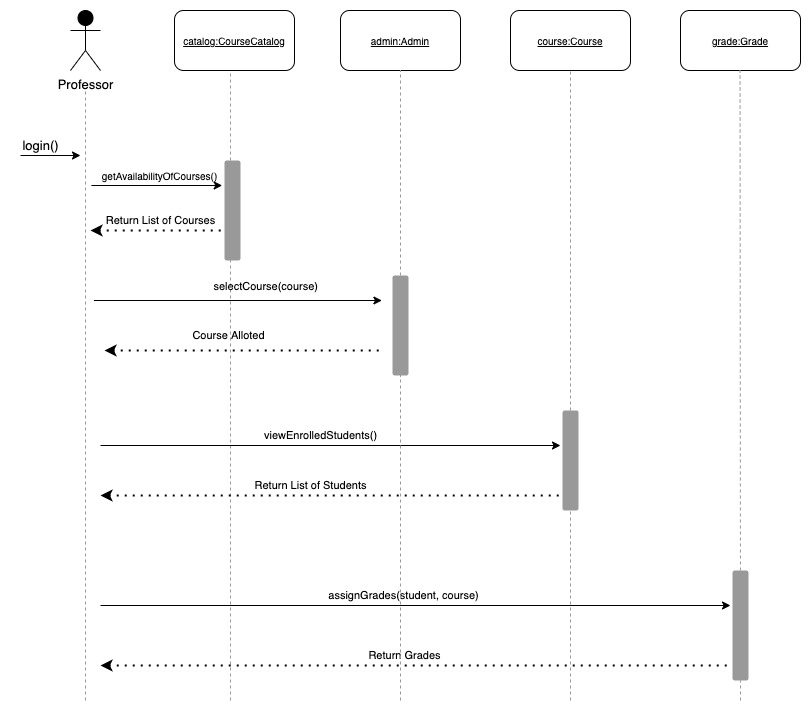 catalog:CourseCatalog
admin:Admin
course:Course
grade:Grade
Professor
login()
getAvailabilityOfCourses()
Return List of Courses
selectCourse(course)
Course Alloted
viewEnrolledStudents()
Return List of Students
assignGrades(student, course)
Return Grades